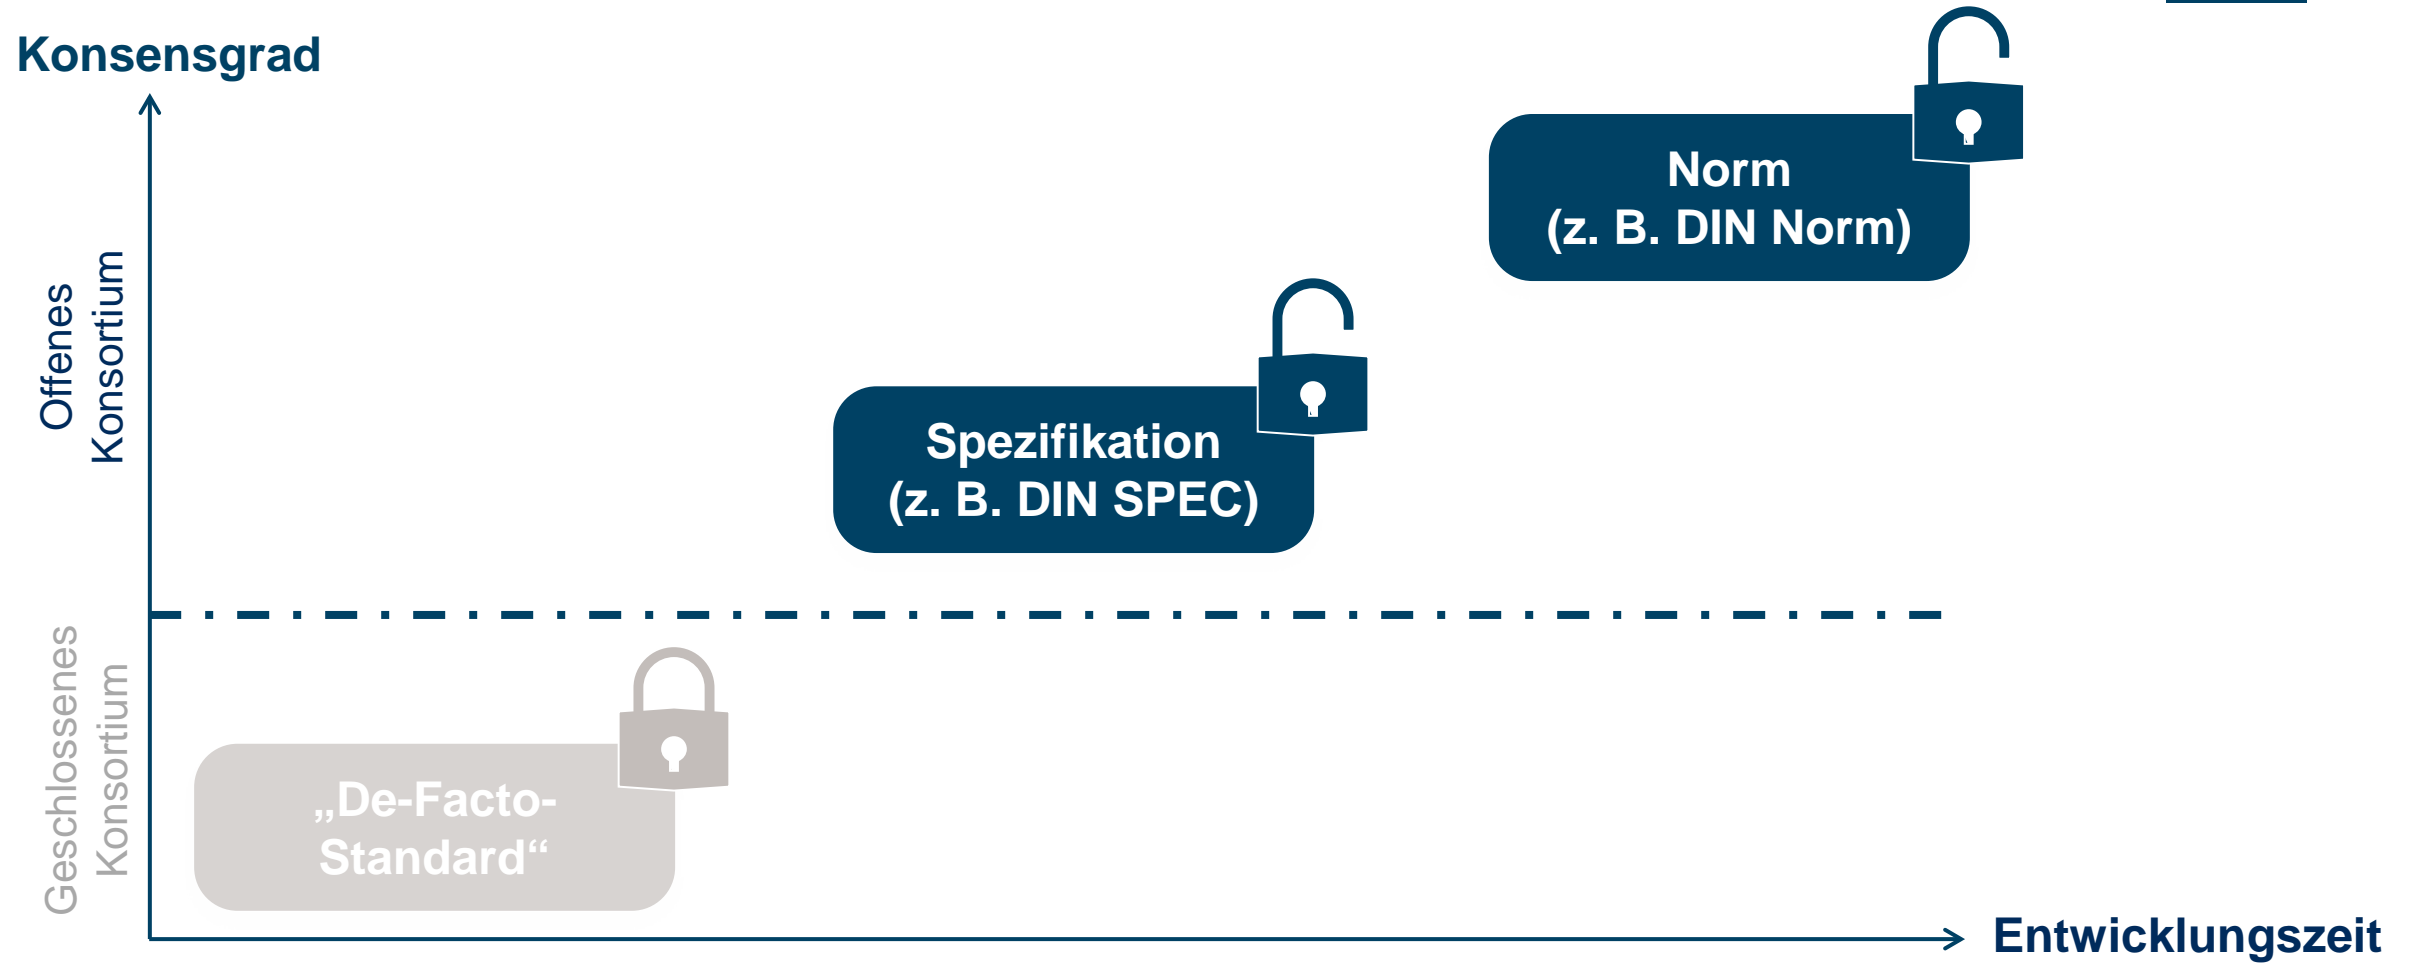 Konsensgrad
Norm
(z. B. DIN Norm)
Offenes
Konsortium
Spezifikation
(z. B. DIN SPEC)
Geschlossenes
Konsortium
„De-Facto-
Standard“
Entwicklungszeit